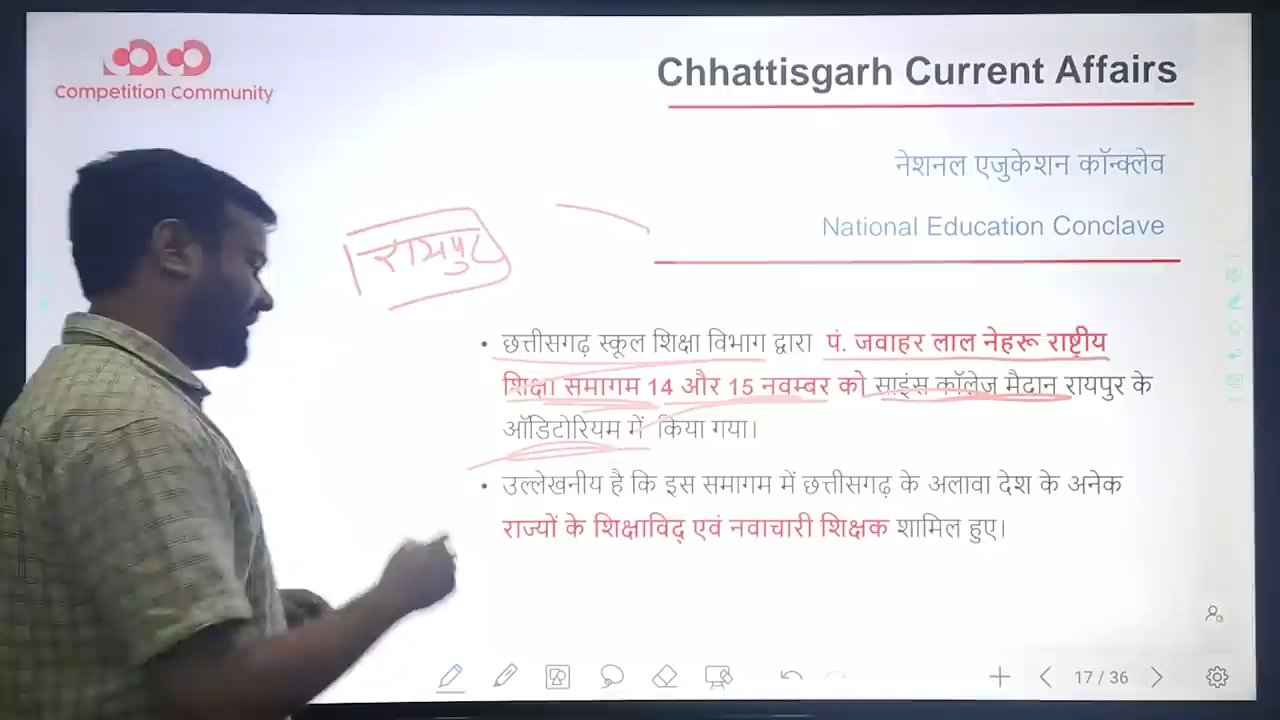 Competition Community
Chhattisgarh Current Affairs
नेशनल एजुकेशन कॉन्क्लेव
National Education Conclave
रायपुर
• छत्तीसगढ़ स्कूल शिक्षा विभाग द्वारा पं. जवाहर लाल नेहरू राष्ट्रीय
शिक्षा समागम 14 और 15 नवम्बर को साइंस कॉलेज मैदान रायपुर के
ऑडिटोरियम में किया गया।
• उल्लेखनीय है कि इस समागम में छत्तीसगढ़ के अलावा देश के अनेक
राज्यों के शिक्षाविद् एवं नवाचारी शिक्षक शामिल हुए।
17 / 36